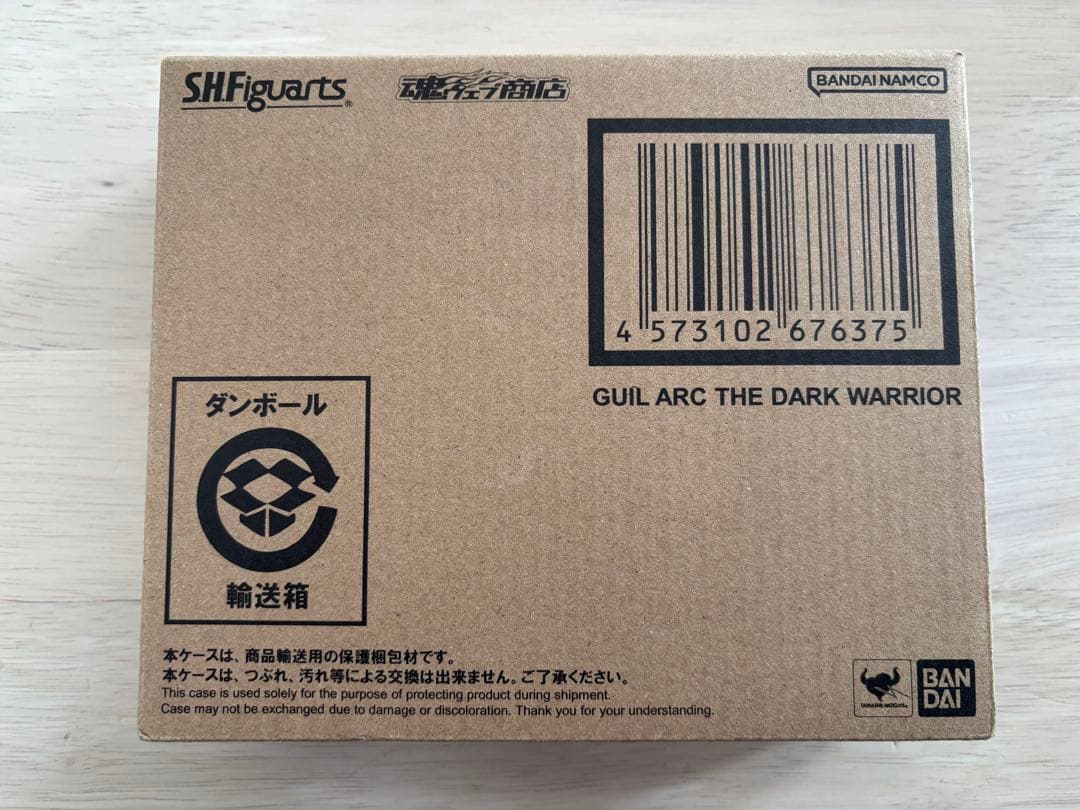 S.H.Figuarts®
魂ウェブ商店
BANDAI NAMCO
4 573102 676375
GUIL ARC THE DARK WARRIOR
ダンボール
輸送箱
本ケースは、商品輸送用の保護梱包材です。
本ケースは、つぶれ、汚れ等による交換は出来ません。ご了承ください。
This case is used solely for the purpose of protecting product during shipment.
Case may not be exchanged due to damage or discoloration. Thank you for your understanding.
TAMASHII NATIONS
BAN
DAI